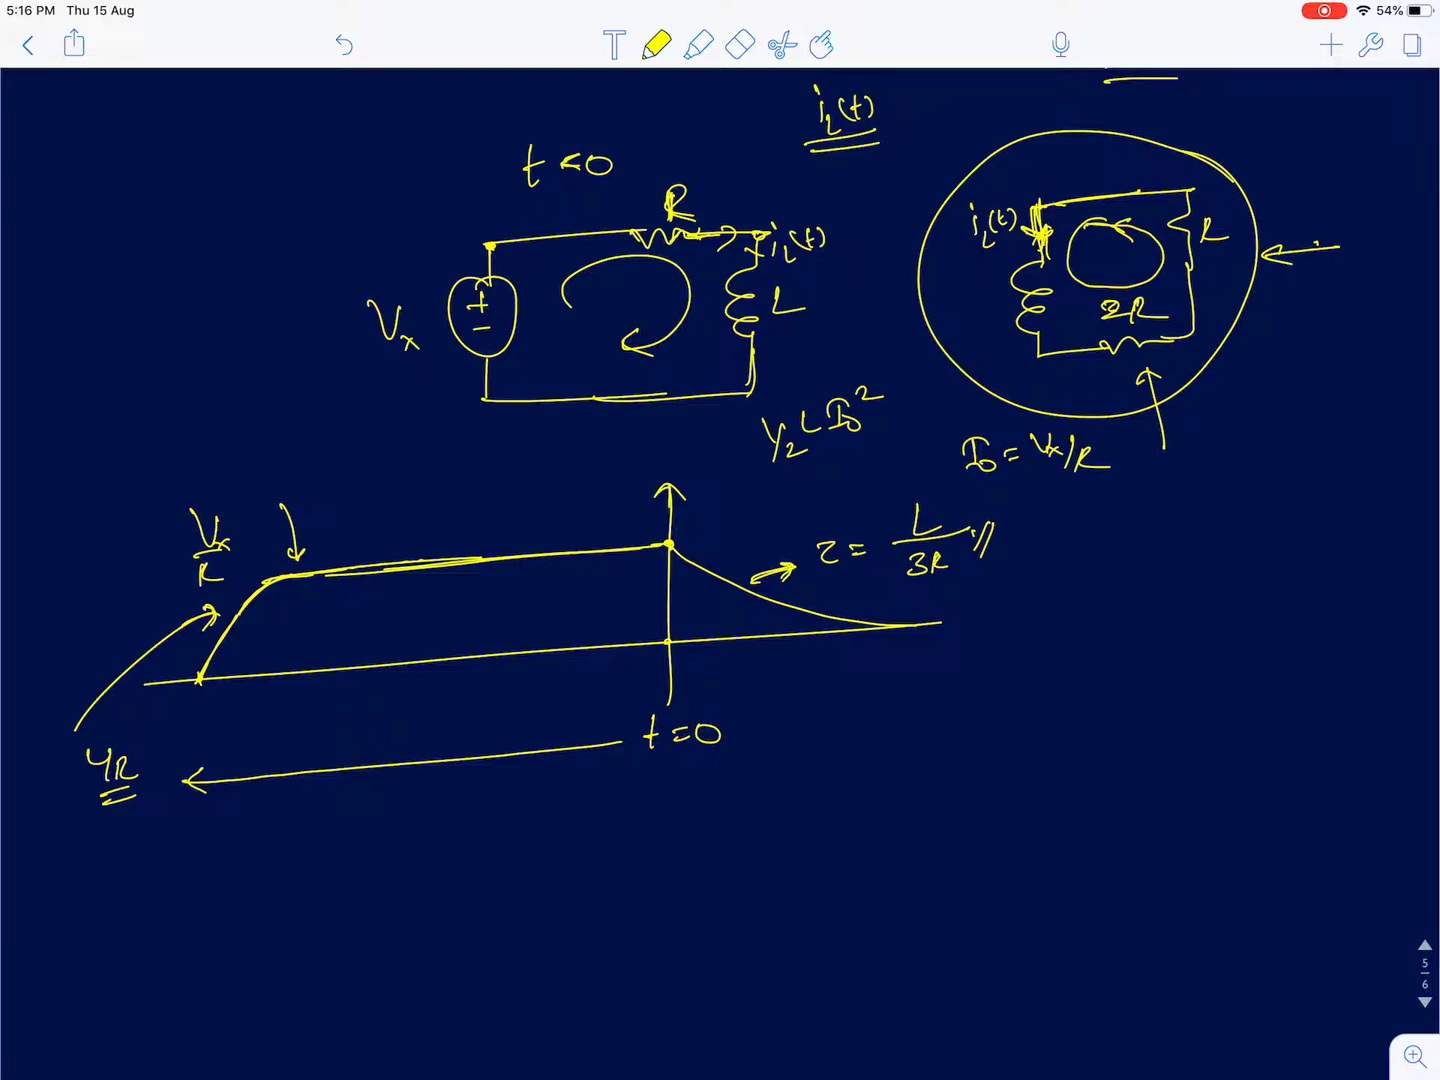 5:16 PM Thu 15 Aug
54%
T
i_L(t)
t < 0
R
i_L(t)
V_x
+
−
L
i_L(t)
R
2R
½ L I_0^2
I_0 = V_x/R
V_x/R
τ = L/3R
t = 0
4R
5
6